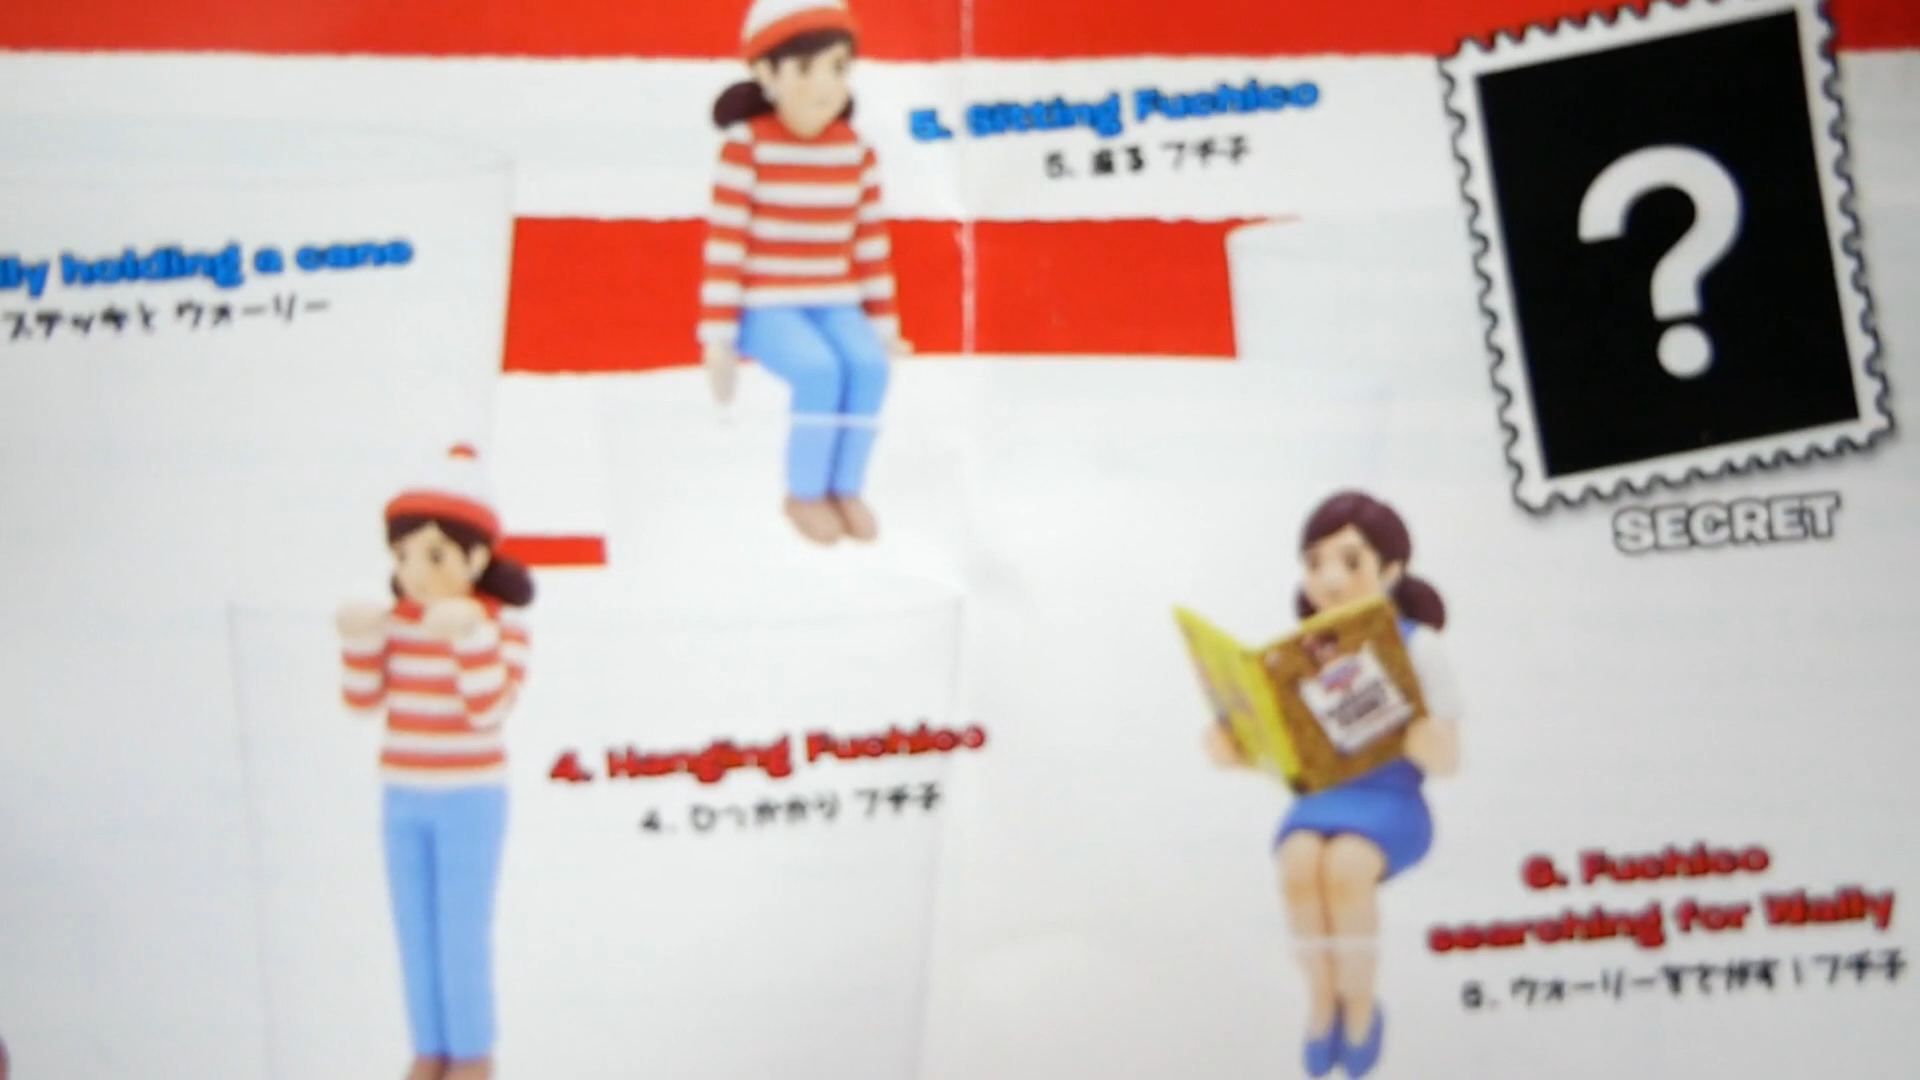 5. Sitting Fuchico
5. 座る フチ子
lly holding a cane
ステッキと ウォーリー
?
SECRET
4. Hanging Fuchico
4. ひっかかり フチ子
6. Fuchico
searching for Wally
6. ウォーリーをさがす!フチ子